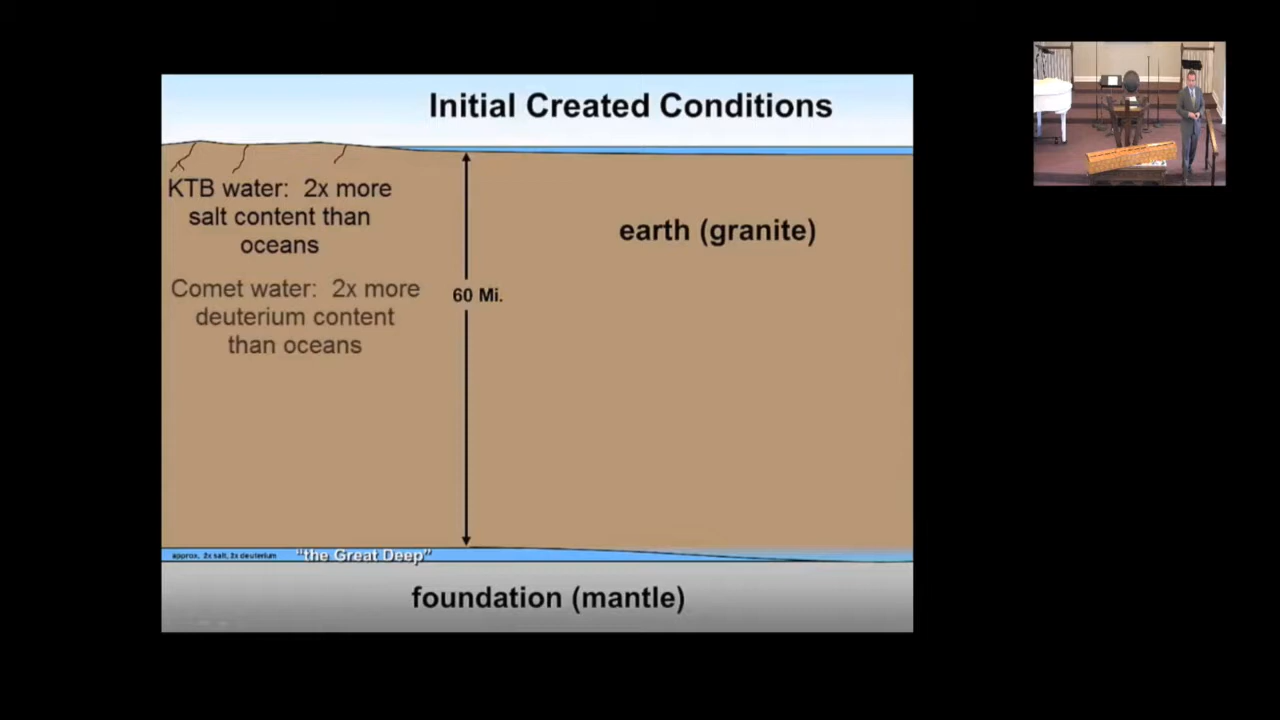 Initial Created Conditions
KTB water: 2x more
salt content than
oceans
earth (granite)
Comet water: 2x more
deuterium content
than oceans
60 Mi.
approx. 2x salt, 2x deuterium
"the Great Deep"
foundation (mantle)